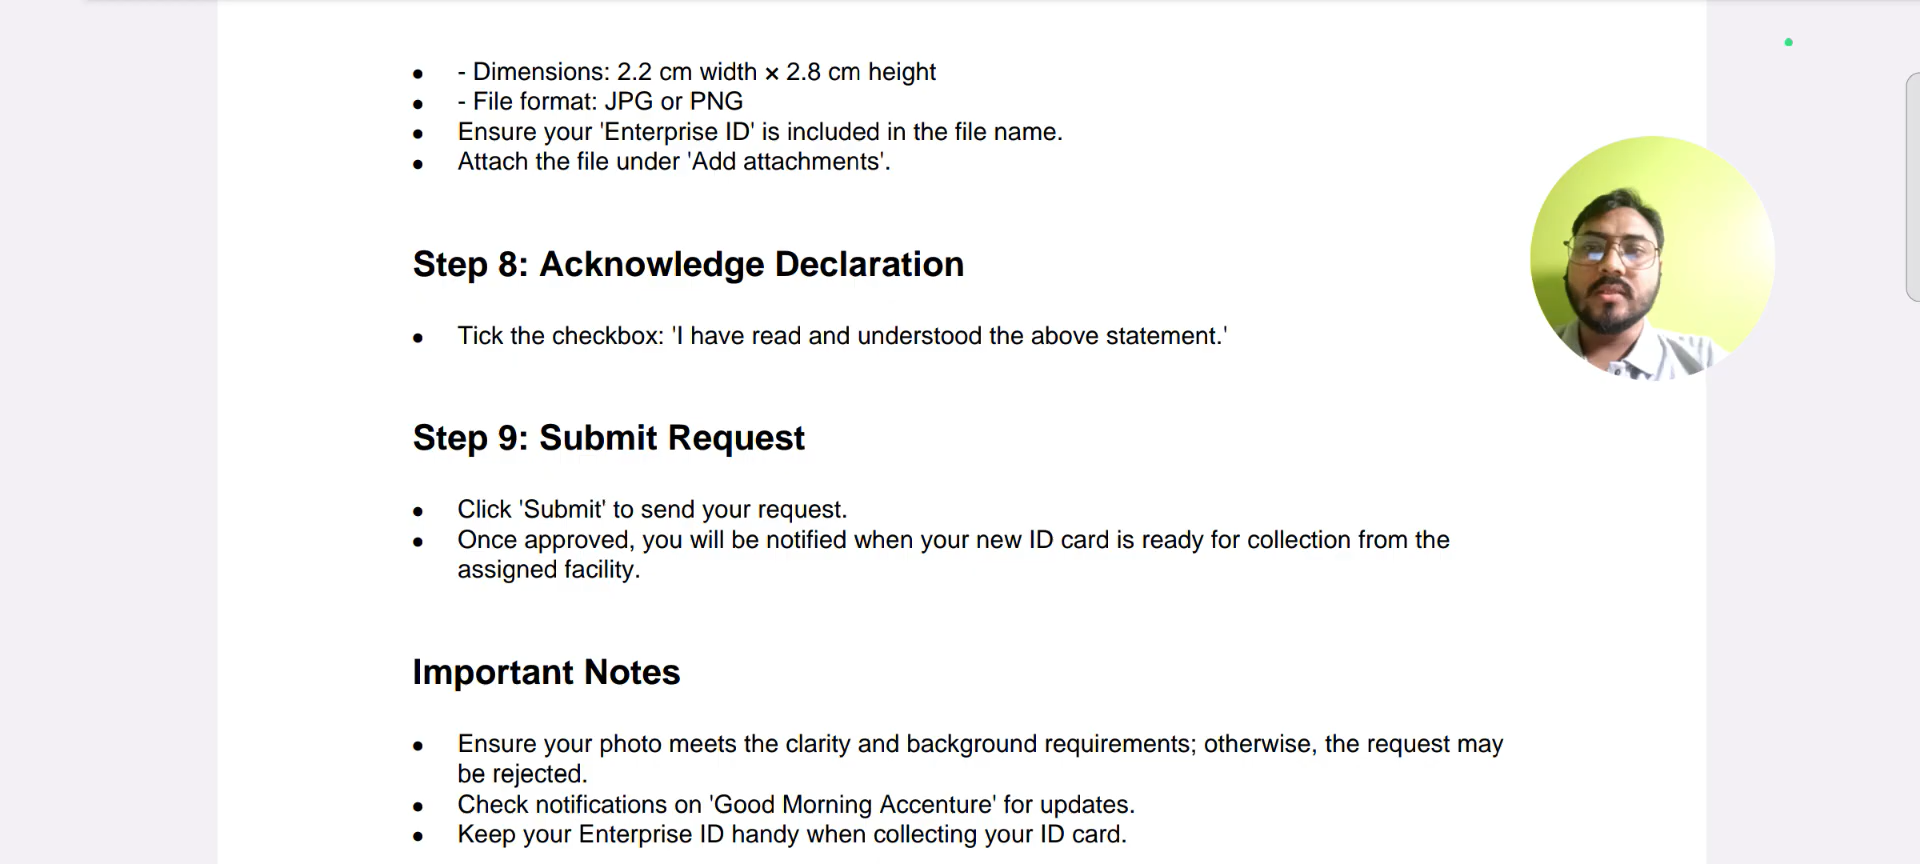 ● - Dimensions: 2.2 cm width × 2.8 cm height
● - File format: JPG or PNG
● Ensure your 'Enterprise ID' is included in the file name.
● Attach the file under 'Add attachments'.
Step 8: Acknowledge Declaration
● Tick the checkbox: 'I have read and understood the above statement.'
Step 9: Submit Request
● Click 'Submit' to send your request.
● Once approved, you will be notified when your new ID card is ready for collection from the
assigned facility.
Important Notes
● Ensure your photo meets the clarity and background requirements; otherwise, the request may
be rejected.
● Check notifications on 'Good Morning Accenture' for updates.
● Keep your Enterprise ID handy when collecting your ID card.